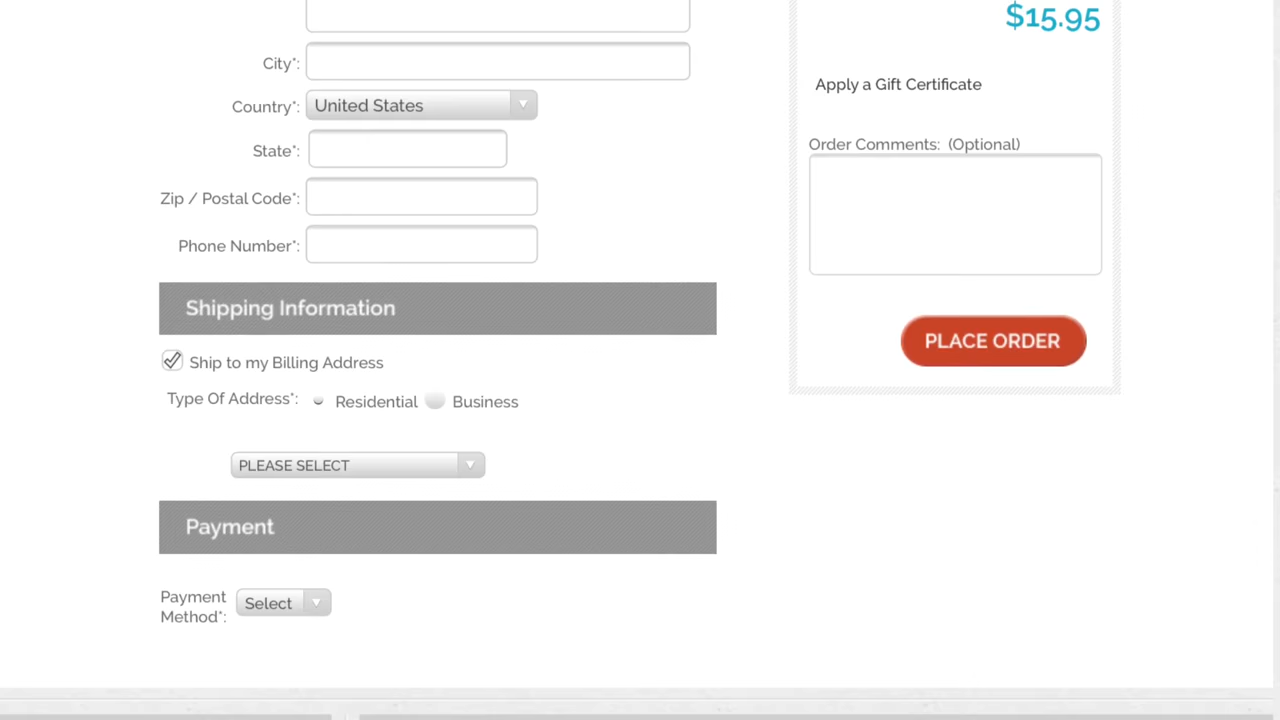 $15.95
City*:
Country*: United States
State*:
Zip / Postal Code*:
Phone Number*:
Apply a Gift Certificate
Order Comments: (Optional)
PLACE ORDER
Shipping Information
Ship to my Billing Address
Type Of Address*: Residential Business
PLEASE SELECT
Payment
Payment
Method*: Select